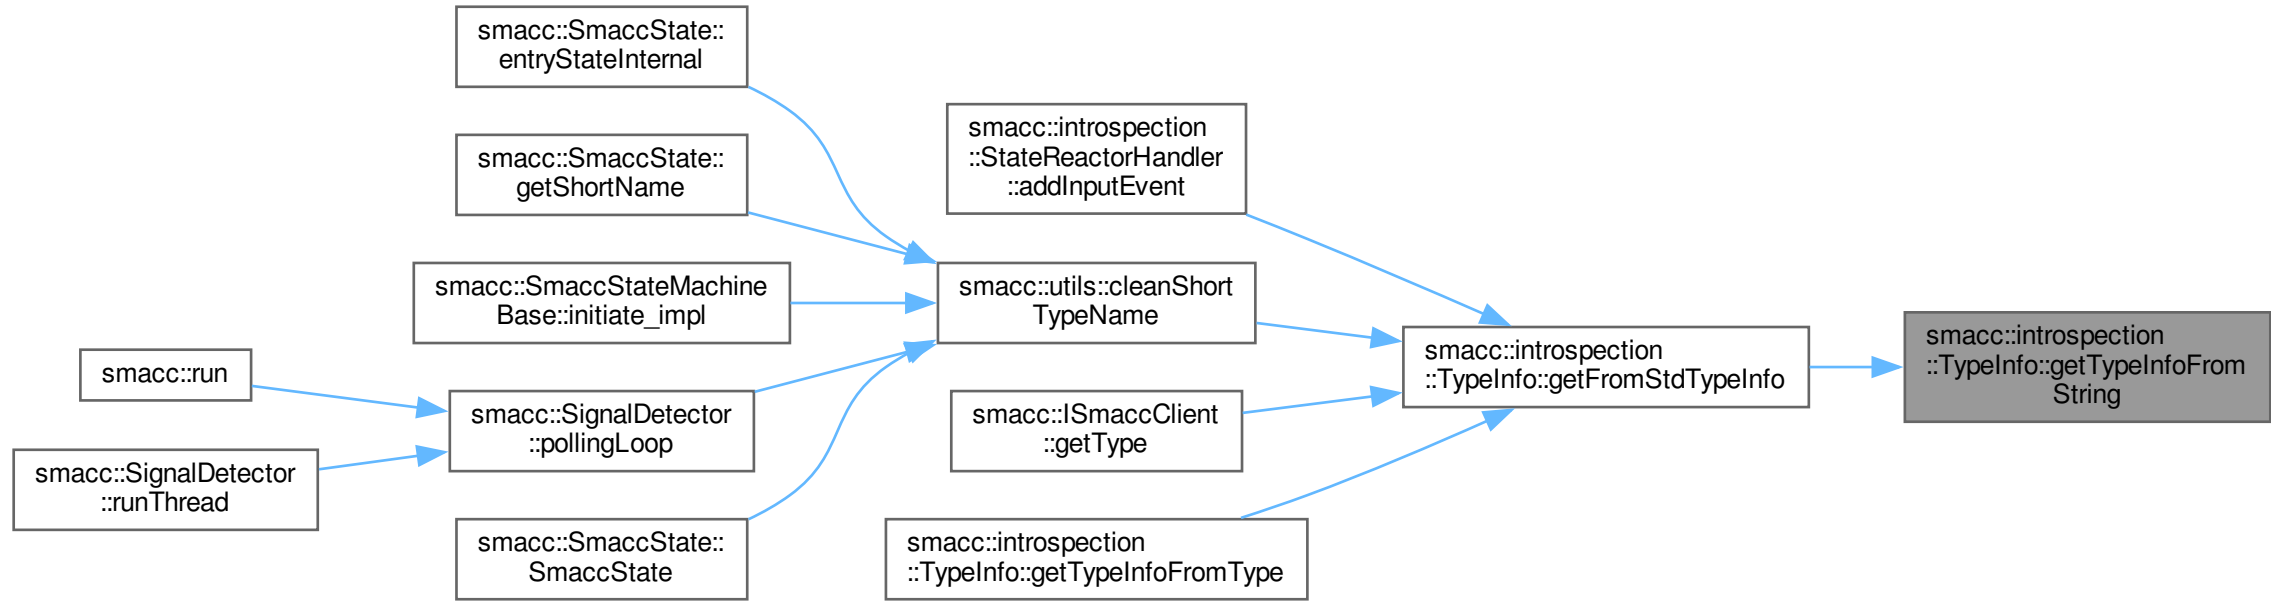 smacc::SmaccState::
entryStateInternal
smacc::SmaccState::
getShortName
smacc::SmaccStateMachine
Base::initiate_impl
smacc::run
smacc::SignalDetector
::runThread
smacc::SignalDetector
::pollingLoop
smacc::SmaccState::
SmaccState
smacc::introspection
::StateReactorHandler
::addInputEvent
smacc::utils::cleanShort
TypeName
smacc::ISmaccClient
::getType
smacc::introspection
::TypeInfo::getTypeInfoFromType
smacc::introspection
::TypeInfo::getFromStdTypeInfo
smacc::introspection
::TypeInfo::getTypeInfoFrom
String